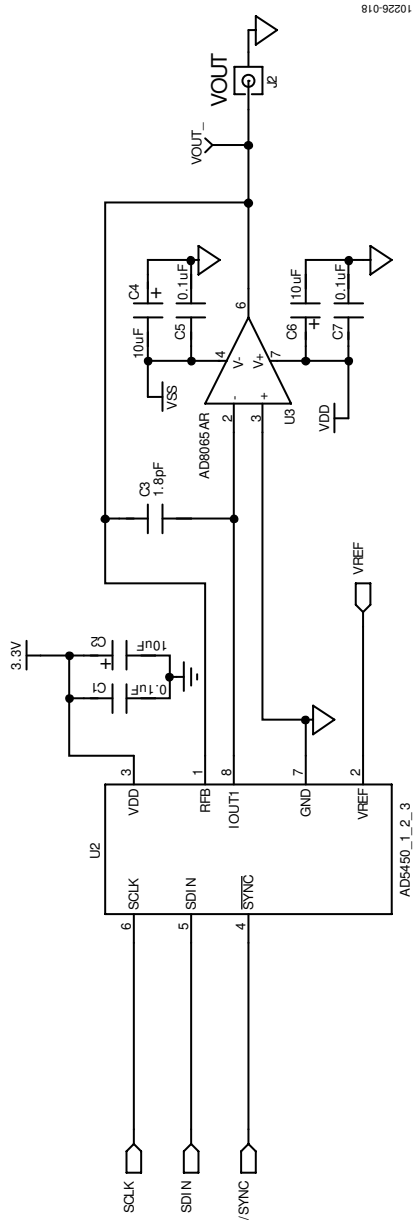 3.3V
SCLK
SDIN
/SYNC
6
5
4
U2
SCLK
SDIN
SYNC
VDD
RFB
IOUT1
GND
VREF
3
1
8
7
2
AD5450_1_2_3
C1
0.1uF
10uF
VREF
C3
1.8pF
VSS
C4
10uF
C5
0.1uF
AD8065AR
2
3
-
+
4
V-
V+
7
6
U3
VDD
10uF
C6
0.1uF
C7
VOUT_
VOUT
J2
10226-018